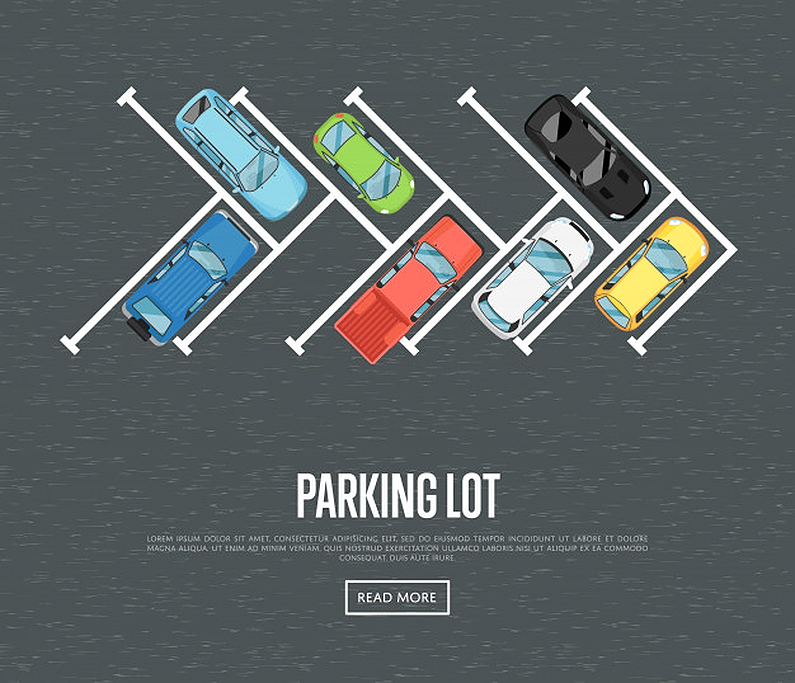 PARKING LOT
LOREM IPSUM DOLOR SIT AMET, CONSECTETUR ADIPISICING ELIT, SED DO EIUSMOD TEMPOR INCIDIDUNT UT LABORE ET DOLORE
MAGNA ALIQUA, UT ENIM AD MINIM VENIAM, QUIS NOSTRUD EXERCITATION ULLAMCO LABORIS NISI UT ALIQUIP EX EA COMMODO
CONSEQUAT. DUIS AUTE IRURE.
READ MORE